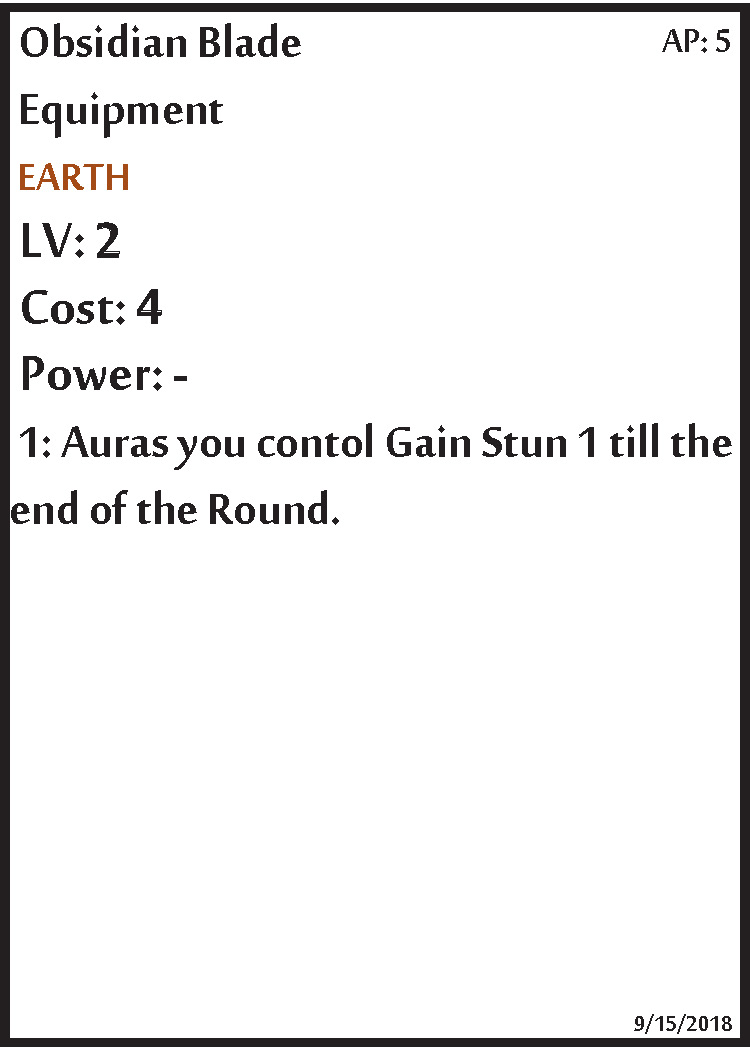 Obsidian Blade AP: 5
Equipment
EARTH
LV: 2
Cost: 4
Power: -
1: Auras you contol Gain Stun 1 till the
end of the Round.
9/15/2018